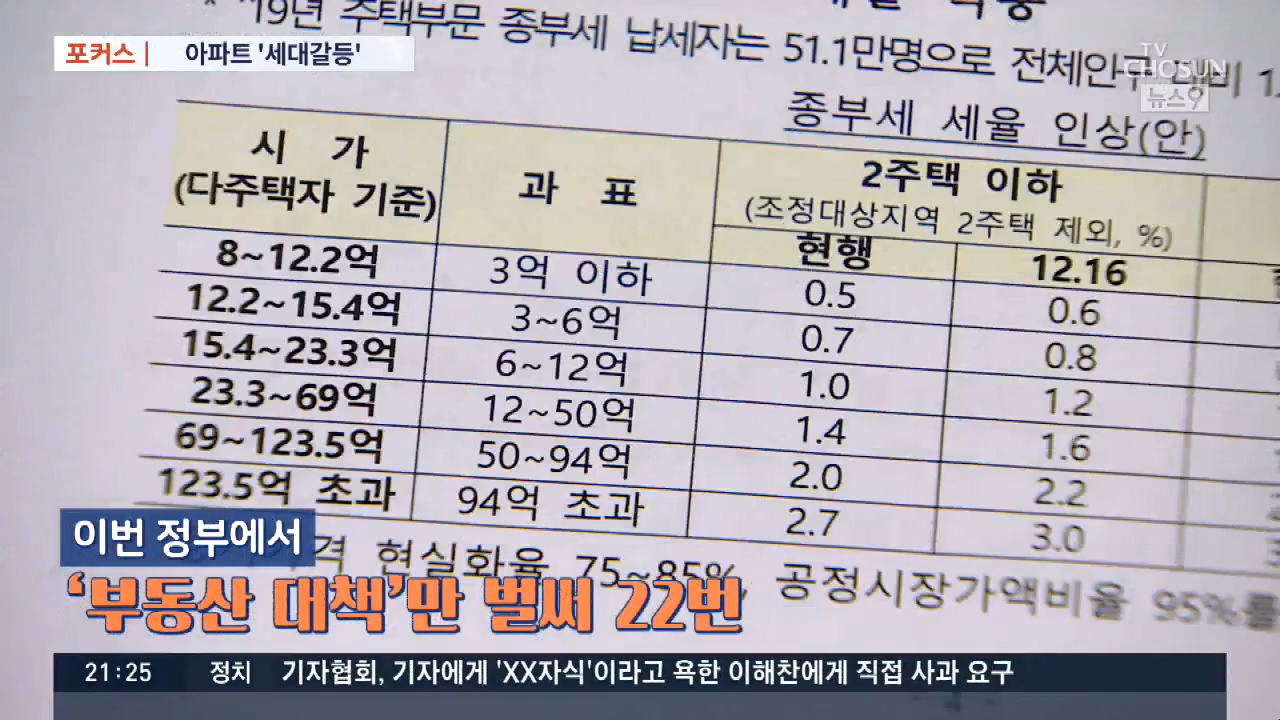 '19년 주택부문 종부세 납세자는 51.1만명으로 전체인구 대비
포커스 | 아파트 '세대갈등'
TV CHOSUN
뉴스9
종부세 세율 인상(안)
시 가 (다주택자 기준) 과 표 2주택 이하 (조정대상지역 2주택 제외, %)
현행 12.16
8~12.2억 3억 이하 0.5 0.6
12.2~15.4억 3~6억 0.7 0.8
15.4~23.3억 6~12억 1.0 1.2
23.3~69억 12~50억 1.4 1.6
69~123.5억 50~94억 2.0 2.2
123.5억 초과 94억 초과 2.7 3.0
현실화율 75~85%, 공정시장가액비율 95%를
이번 정부에서
'부동산 대책'만 벌써 22번
21:25 정치 기자협회, 기자에게 'XX자식'이라고 욕한 이해찬에게 직접 사과 요구